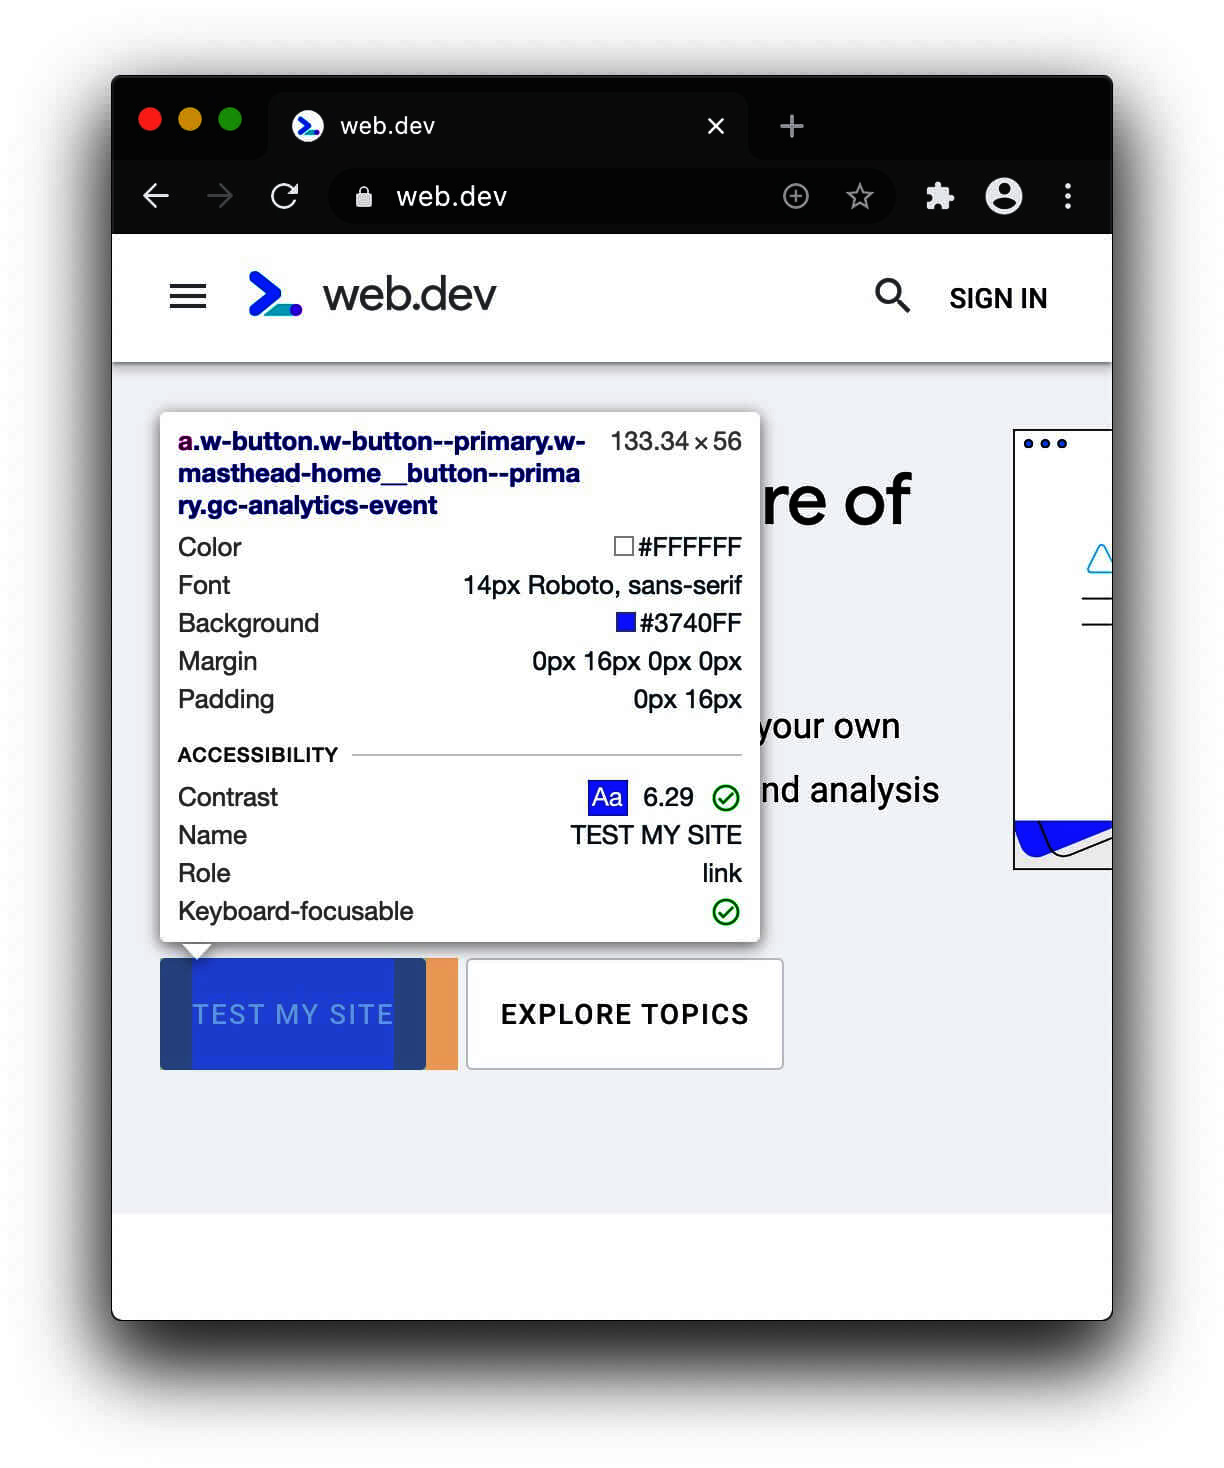 web.dev
web.dev
web.dev
SIGN IN
a.w-button.w-button--primary.w- 133.34 × 56
masthead-home__button--prima
ry.gc-analytics-event
re of
Color #FFFFFF
Font 14px Roboto, sans-serif
Background #3740FF
Margin 0px 16px 0px 0px
Padding 0px 16px
your own
ACCESSIBILITY
Contrast Aa 6.29
nd analysis
Name TEST MY SITE
Role link
Keyboard-focusable
TEST MY SITE
EXPLORE TOPICS